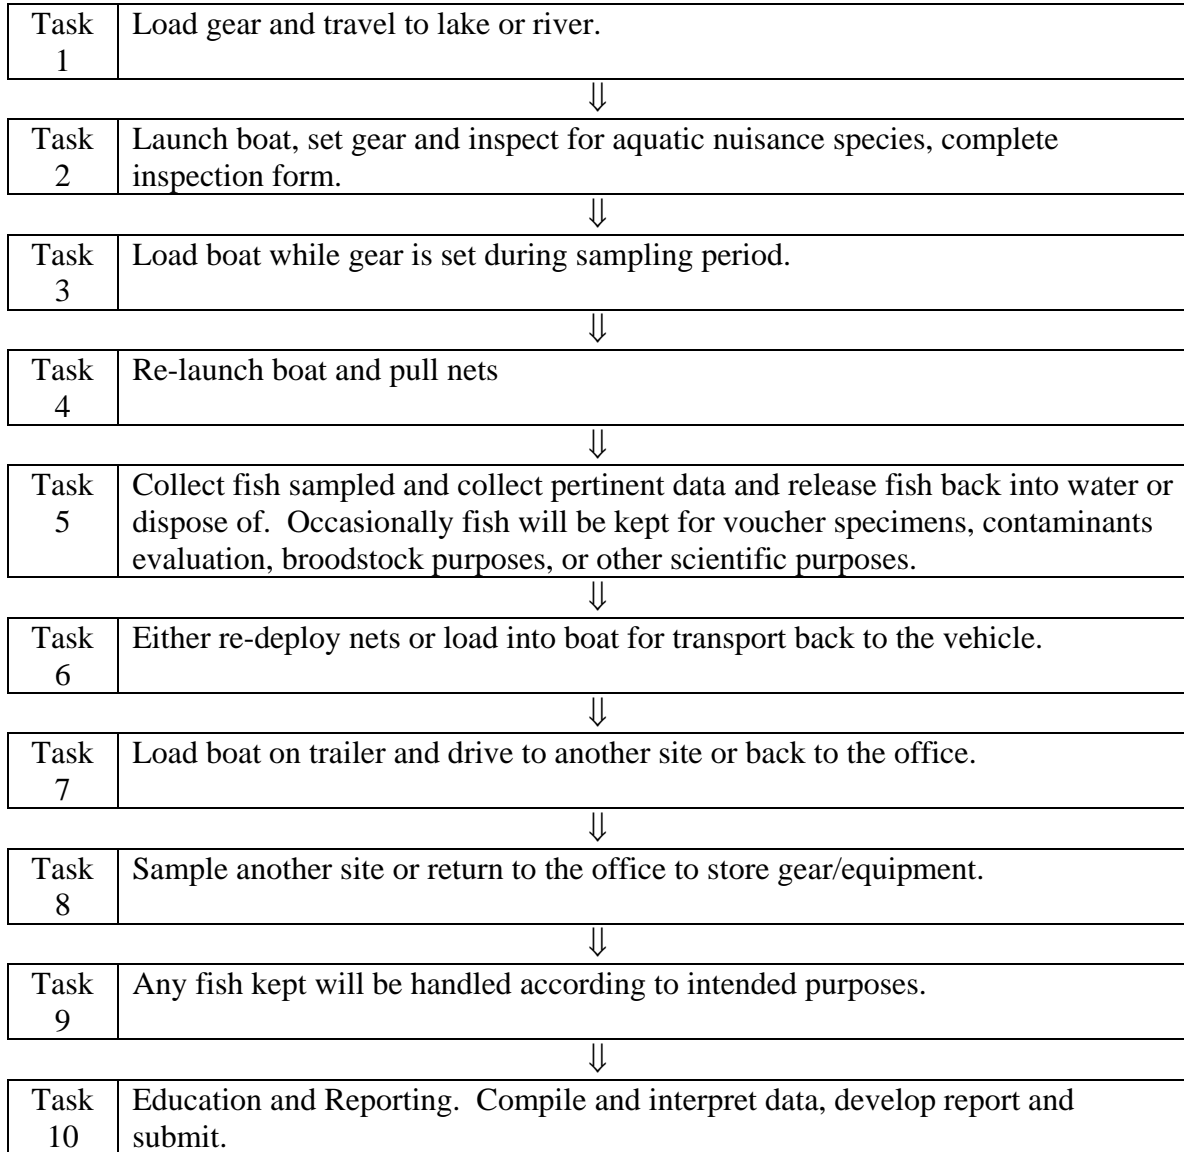 Task Load gear and travel to lake or river.
1
⇓
Task Launch boat, set gear and inspect for aquatic nuisance species, complete
2 inspection form.
⇓
Task Load boat while gear is set during sampling period.
3
⇓
Task Re-launch boat and pull nets
4
⇓
Task Collect fish sampled and collect pertinent data and release fish back into water or
5 dispose of.  Occasionally fish will be kept for voucher specimens, contaminants
evaluation, broodstock purposes, or other scientific purposes.
⇓
Task Either re-deploy nets or load into boat for transport back to the vehicle.
6
⇓
Task Load boat on trailer and drive to another site or back to the office.
7
⇓
Task Sample another site or return to the office to store gear/equipment.
8
⇓
Task Any fish kept will be handled according to intended purposes.
9
⇓
Task Education and Reporting.  Compile and interpret data, develop report and
10 submit.